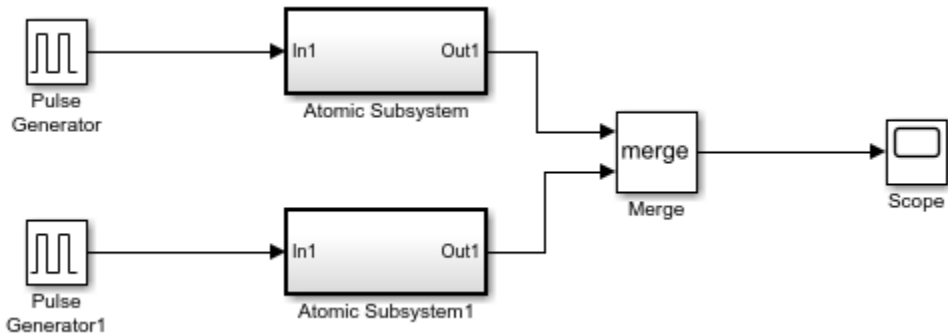 In1
Out1
Pulse
Generator
Atomic Subsystem
merge
Merge
Scope
In1
Out1
Pulse
Generator1
Atomic Subsystem1